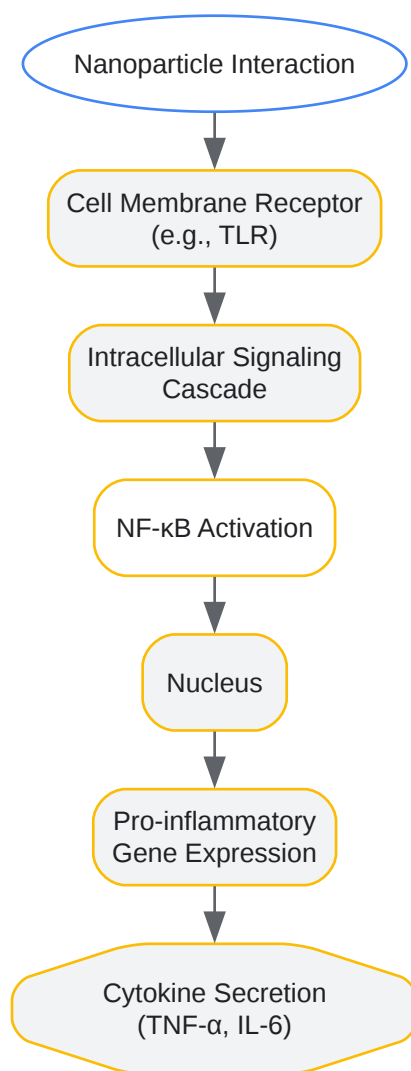 Nanoparticle Interaction
Cell Membrane Receptor
(e.g., TLR)
Intracellular Signaling
Cascade
NF-κB Activation
Nucleus
Pro-inflammatory
Gene Expression
Cytokine Secretion
(TNF-α, IL-6)